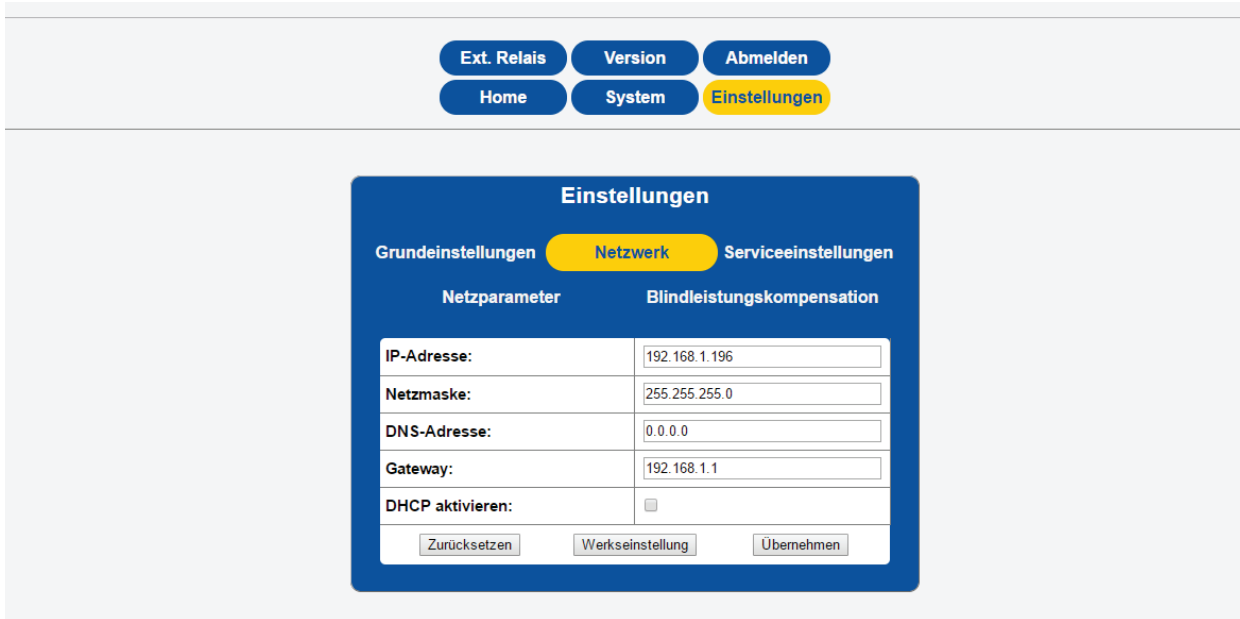 Ext. Relais Version Abmelden
Home System Einstellungen
Einstellungen
Grundeinstellungen Netzwerk Serviceeinstellungen
Netzparameter Blindleistungskompensation
IP-Adresse: 192.168.1.196
Netzmaske: 255.255.255.0
DNS-Adresse: 0.0.0.0
Gateway: 192.168.1.1
DHCP aktivieren:
Zurücksetzen Werkseinstellung Übernehmen